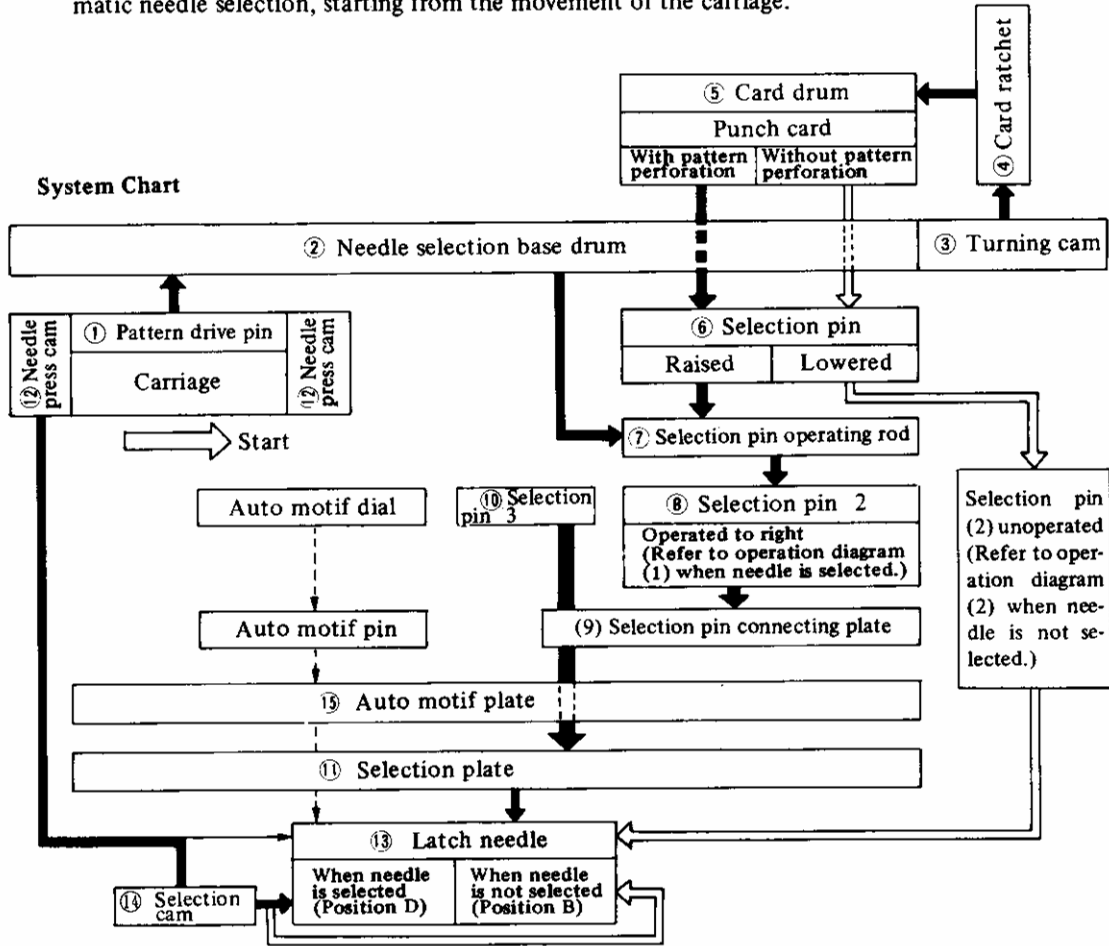 matic needle selection, starting from the movement of the carriage.
④ Card ratchet
⑤ Card drum
Punch card
With pattern
perforation
Without pattern
perforation
System Chart
② Needle selection base drum
③ Turning cam
⑫ Needle
press cam
① Pattern drive pin
Carriage
⑫ Needle
press cam
Start
⑥ Selection pin
Raised
Lowered
⑦ Selection pin operating rod
Auto motif dial
⑩ Selection
pin 3
⑧ Selection pin 2
Operated to right
(Refer to operation diagram
(1) when needle is selected.)
Selection pin
(2) unoperated
(Refer to oper-
ation diagram
(2) when nee-
dle is not se-
lected.)
Auto motif pin
(9) Selection pin connecting plate
⑮ Auto motif plate
⑪ Selection plate
⑬ Latch needle
When needle
is selected
(Position D)
When needle
is not selected
(Position B)
⑭ Selection
cam